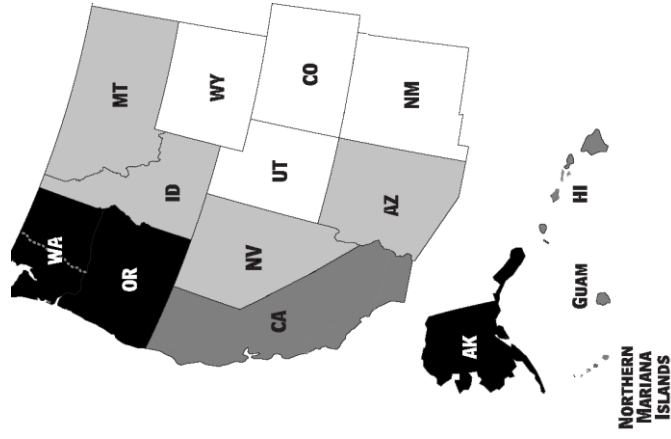 WA
MT
OR
ID
WY
NV
UT
CO
CA
AZ
NM
AK
HI
GUAM
NORTHERN
MARIANA
ISLANDS